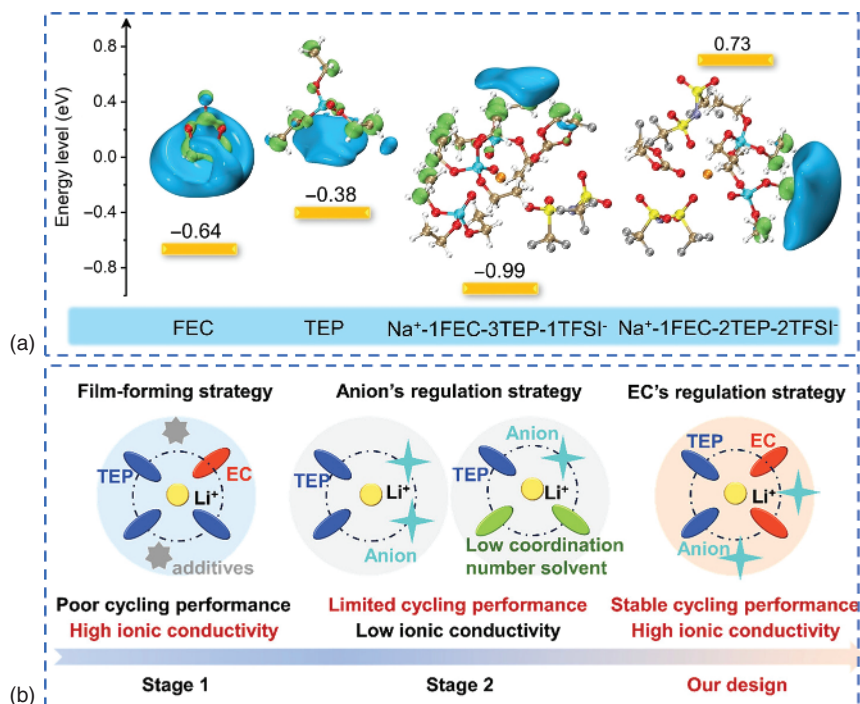 0.8
0.4
0.0
−0.4
−0.8
Energy level (eV)
−0.64
−0.38
−0.99
0.73
FEC
TEP
Na⁺-1FEC-3TEP-1TFSI⁻
Na⁺-1FEC-2TEP-2TFSI⁻
(a)
Film-forming strategy
Anion's regulation strategy
EC's regulation strategy
TEP
EC
Li⁺
additives
TEP
Li⁺
Anion
Anion
TEP
Li⁺
Low coordination
number solvent
TEP
EC
Li⁺
Anion
Poor cycling performance
High ionic conductivity
Limited cycling performance
Low ionic conductivity
Stable cycling performance
High ionic conductivity
Stage 1
Stage 2
Our design
(b)